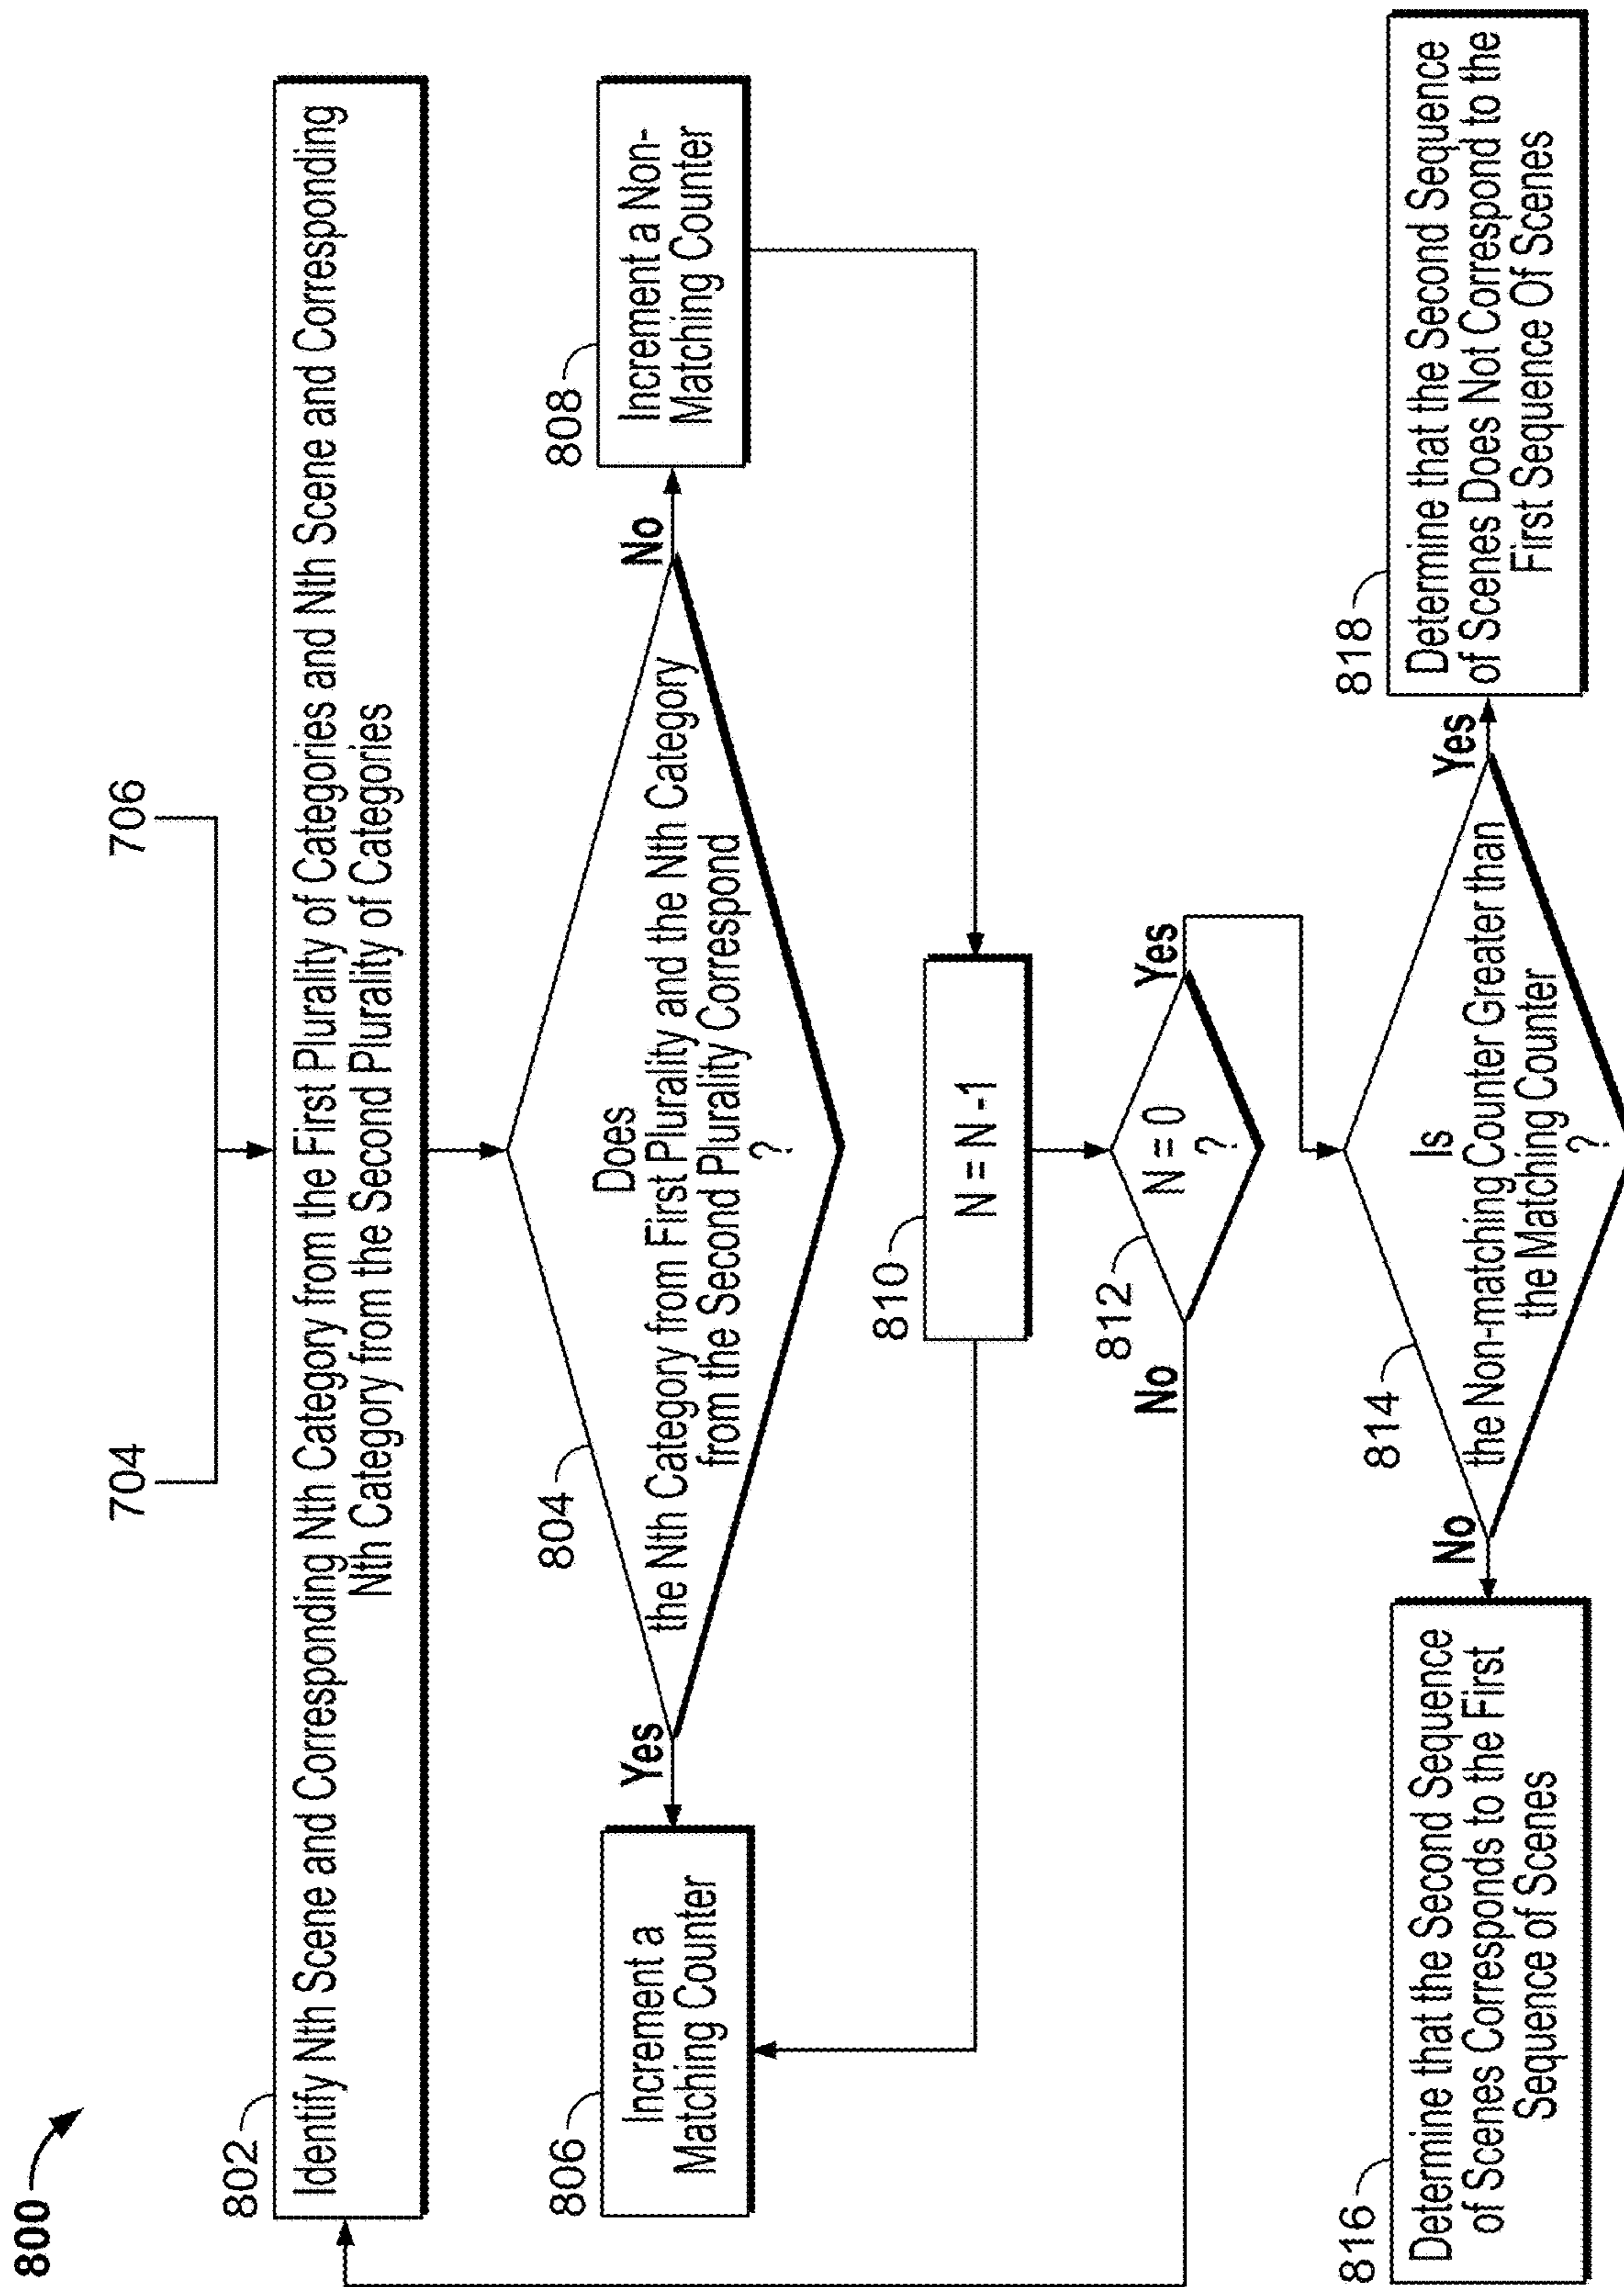 800
704
706
802
Identify Nth Scene and Corresponding Nth Category from the First Plurality of Categories and Nth Scene and Corresponding
Nth Category from the Second Plurality of Categories
804
Does
the Nth Category from First Plurality and the Nth Category
from the Second Plurality Correspond
?
Yes
No
806
Increment a
Matching Counter
808
Increment a Non-
Matching Counter
810
N = N -1
812
N = 0
?
No
Yes
814
Is
the Non-matching Counter Greater than
the Matching Counter
?
No
Yes
816
Determine that the Second Sequence
of Scenes Corresponds to the First
Sequence of Scenes
818
Determine that the Second Sequence
of Scenes Does Not Correspond to the
First Sequence Of Scenes